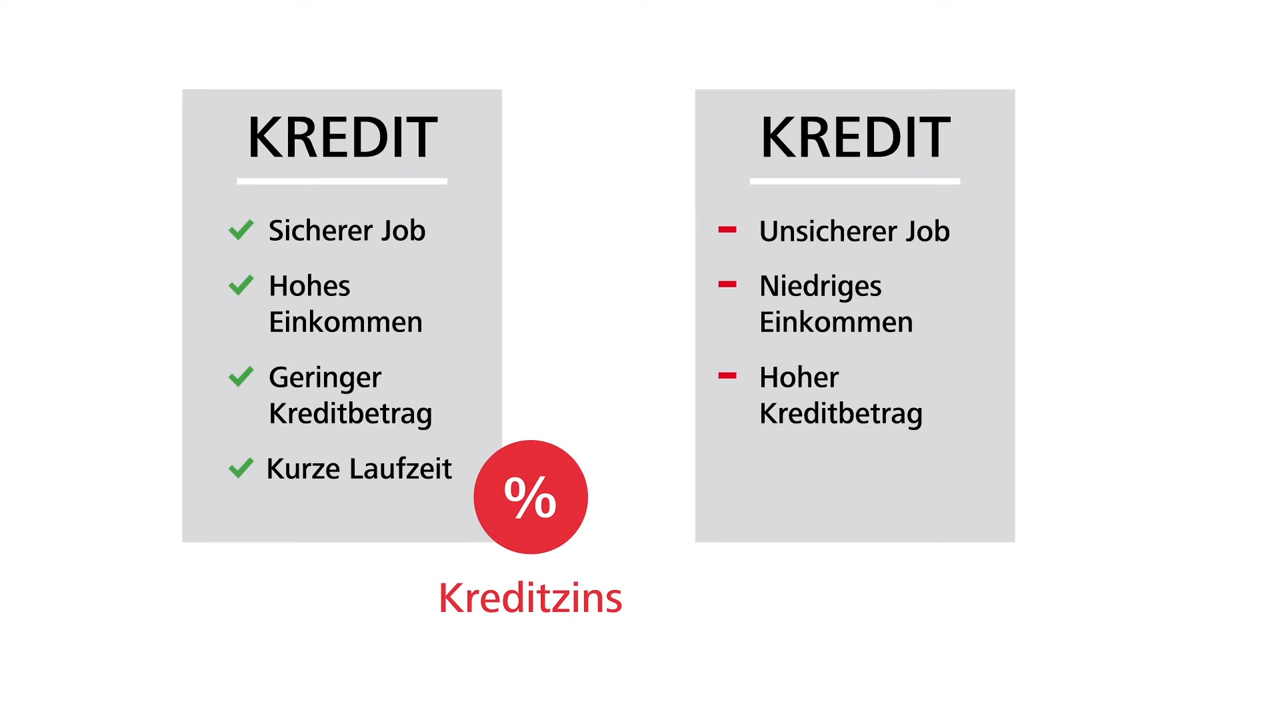 KREDIT
Sicherer Job
Hohes
Einkommen
Geringer
Kreditbetrag
Kurze Laufzeit
%
Kreditzins
KREDIT
Unsicherer Job
Niedriges
Einkommen
Hoher
Kreditbetrag